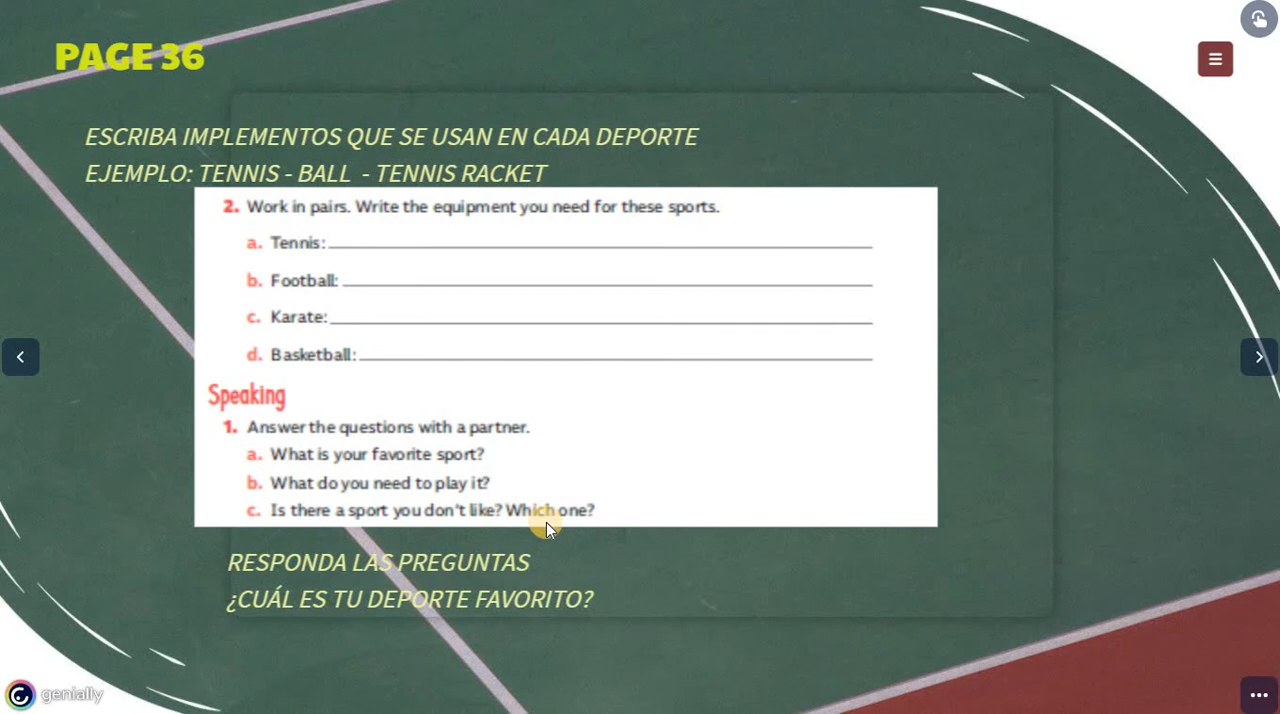 PAGE 36
ESCRIBA IMPLEMENTOS QUE SE USAN EN CADA DEPORTE
EJEMPLO: TENNIS - BALL - TENNIS RACKET
2. Work in pairs. Write the equipment you need for these sports.
a. Tennis:
b. Football:
c. Karate:
d. Basketball:
Speaking
1. Answer the questions with a partner.
a. What is your favorite sport?
b. What do you need to play it?
c. Is there a sport you don't like? Which one?
RESPONDA LAS PREGUNTAS
¿CUÁL ES TU DEPORTE FAVORITO?
genially